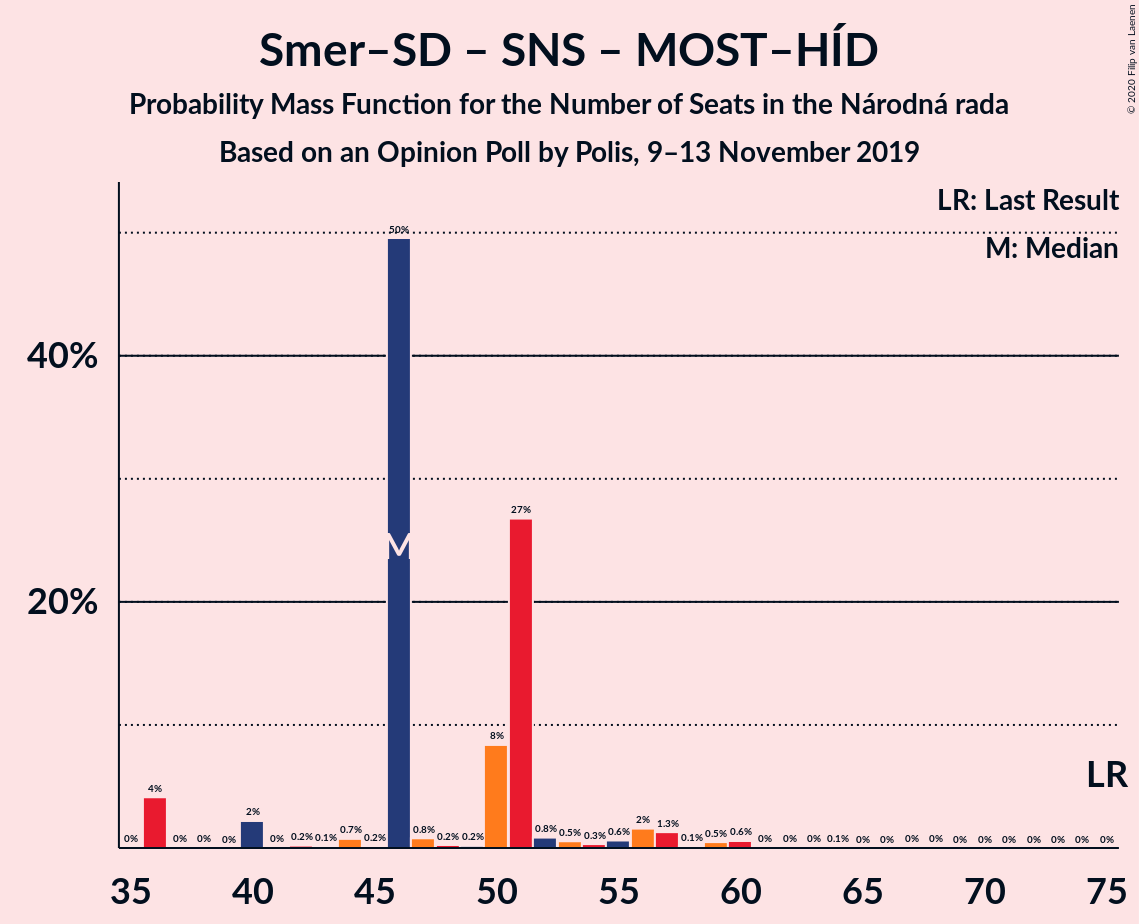 Smer–SD – SNS – MOST–HÍD
Probability Mass Function for the Number of Seats in the Národná rada
Based on an Opinion Poll by Polis, 9–13 November 2019
© 2020 Filip van Laenen
LR: Last Result
M: Median
40%
20%
0% 4% 0% 0% 0% 2% 0% 0.2% 0.1% 0.7% 0.2% 50% 0.8% 0.2% 0.2% 8% 27% 0.8% 0.5% 0.3% 0.6% 2% 1.3% 0.1% 0.5% 0.6% 0% 0% 0% 0.1% 0% 0% 0% 0% 0% 0% 0% 0% 0% 0% 0%
M
LR
35 40 45 50 55 60 65 70 75